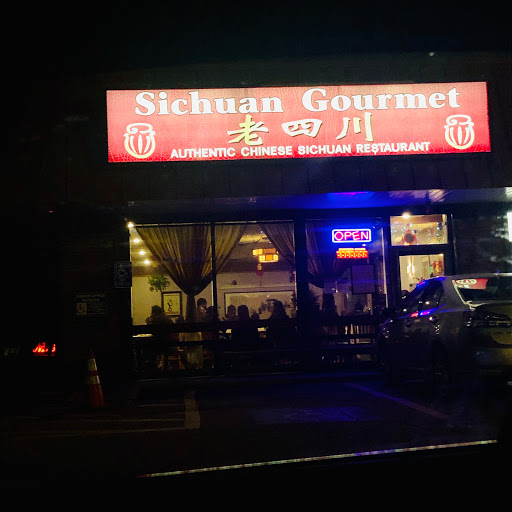 Sichuan Gourmet
老四川
AUTHENTIC CHINESE SICHUAN RESTAURANT
OPEN